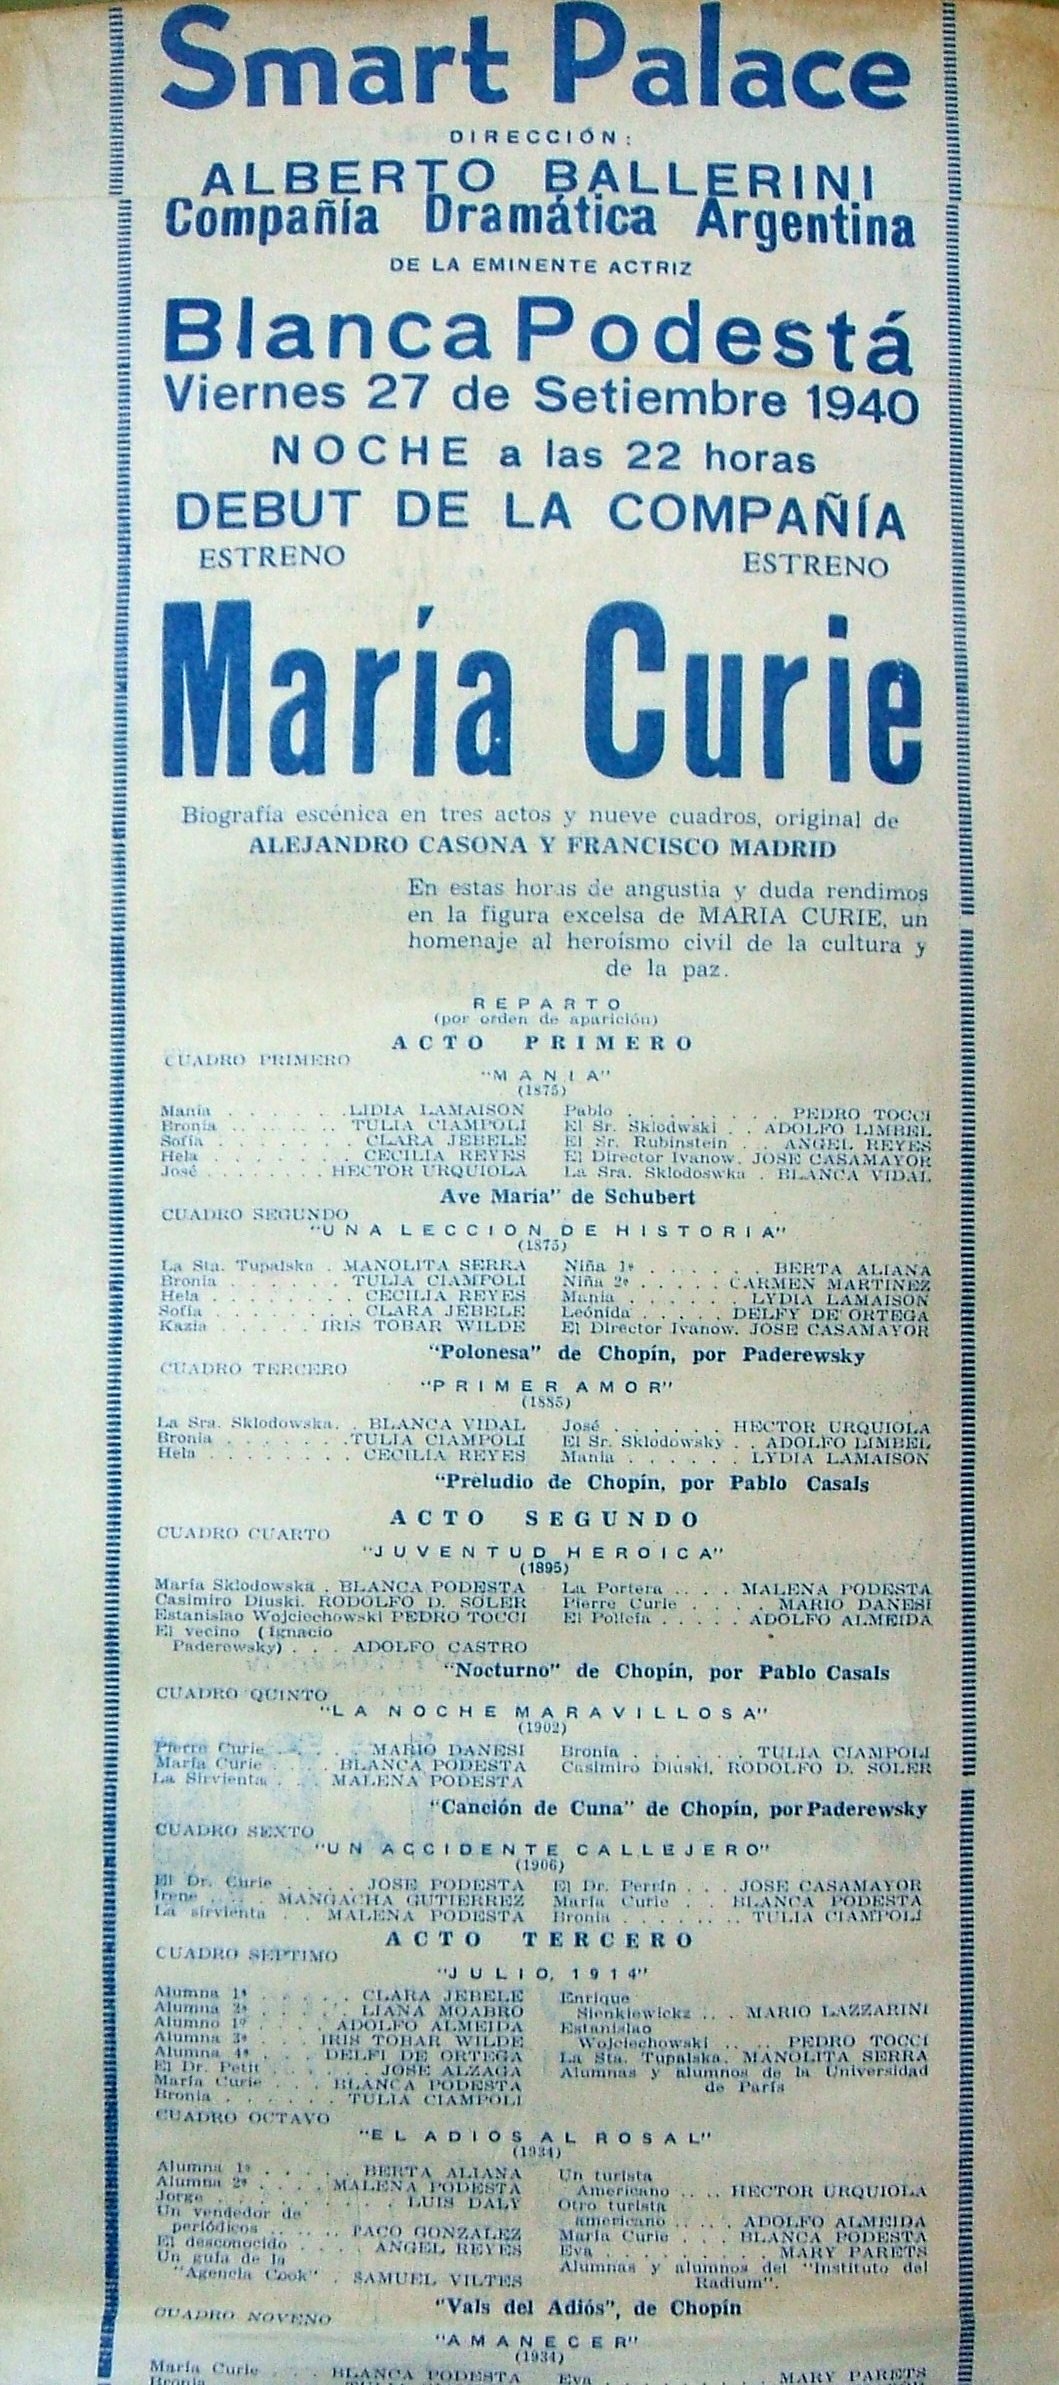 Smart Palace
DIRECCIÓN:
ALBERTO BALLERINI
Compañía Dramática Argentina
DE LA EMINENTE ACTRIZ
Blanca Podestá
Viernes 27 de Setiembre 1940
NOCHE a las 22 horas
DEBUT DE LA COMPAÑÍA
ESTRENO ESTRENO
María Curie
Biografía escénica en tres actos y nueve cuadros, original de
ALEJANDRO CASONA Y FRANCISCO MADRID
En estas horas de angustia y duda rendimos
en la figura excelsa de MARIA CURIE, un
homenaje al heroísmo civil de la cultura y
de la paz.
REPARTO
(por orden de aparición)
ACTO PRIMERO
CUADRO PRIMERO
"MANIA"
(1875)
Mania . . . . . . . LIDIA LAMAISON Pablo . . . . . . . . PEDRO TOCCI
Bronia . . . . . . . . TULIA CIAMPOLI El Sr. Sklodwski . . ADOLFO LIMBEL
Sofía . . . . . . . CLARA JEBELE El Sr. Rubinstein . . ANGEL REYES
Hela . . . . . . . . CECILIA REYES El Director Ivanow. JOSE CASAMAYOR
José . . . . . . HECTOR URQUIOLA La Sra. Sklodoswka . BLANCA VIDAL
Ave María" de Schubert
CUADRO SEGUNDO
"UNA LECCION DE HISTORIA"
(1875)
La Sta. Tupalska . MANOLITA SERRA Niña 1ª . . . . . . BERTA ALIANA
Bronia . . . . . . . TULIA CIAMPOLI Niña 2ª . . . . . CARMEN MARTINEZ
Hela . . . . . . . . CECILIA REYES Mania . . . . . . . LYDIA LAMAISON
Sofía . . . . . . . CLARA JEBELE Leónida . . . . . DELFY DE ORTEGA
Kazia . . . . . IRIS TOBAR WILDE El Director Ivanow. JOSE CASAMAYOR
"Polonesa" de Chopín, por Paderewsky
CUADRO TERCERO
"PRIMER AMOR"
(1885)
La Sra. Sklodowska. . BLANCA VIDAL José . . . . . . HECTOR URQUIOLA
Bronia . . . . . . . TULIA CIAMPOLI El Sr. Sklodowsky . . ADOLFO LIMBEL
Hela . . . . . . . . CECILIA REYES Mania . . . . . . LYDIA LAMAISON
"Preludio de Chopín, por Pablo Casals
ACTO SEGUNDO
CUADRO CUARTO
"JUVENTUD HEROICA"
(1895)
María Sklodowska . BLANCA PODESTA La Portera . . . . MALENA PODESTA
Casimiro Dluski. RODOLFO D. SOLER Pierre Curie . . . . . MARIO DANESI
Estanislao Wojciechowski PEDRO TOCCI El Policía . . . . . ADOLFO ALMEIDA
El vecino (Ignacio
Paderewsky) . . . ADOLFO CASTRO
"Nocturno" de Chopín, por Pablo Casals
CUADRO QUINTO
"LA NOCHE MARAVILLOSA"
(1902)
Pierre Curie . . . . . MARIO DANESI Bronia . . . . . . . TULIA CIAMPOLI
María Curie . . . . BLANCA PODESTA Casimiro Dluski. RODOLFO D. SOLER
La Sirvienta . . . MALENA PODESTA
"Canción de Cuna" de Chopín, por Paderewsky
CUADRO SEXTO
"UN ACCIDENTE CALLEJERO"
(1906)
El Dr. Curie . . . . . JOSE PODESTA El Dr. Perrín . . . JOSE CASAMAYOR
Irene . . . . MANGACHA GUTIERREZ María Curie . . BLANCA PODESTA
La sirvienta . . MALENA PODESTA Bronia . . . . . . . . TULIA CIAMPOLI
ACTO TERCERO
CUADRO SEPTIMO
"JULIO, 1914"
Alumna 1ª . . . . . CLARA JEBELE Enrique
Alumna 2ª . . . . . LIANA MOABRO Sienkiewickz . . . MARIO LAZZARINI
Alumno 1º . . . . ADOLFO ALMEIDA Estanislao
Alumna 3ª . . . IRIS TOBAR WILDE Wojciechowski . . . . PEDRO TOCCI
Alumna 4ª . . . DELFI DE ORTEGA La Sta. Tupalska. MANOLITA SERRA
El Dr. Petit . . . . . . JOSE ALZAGA Alumnas y alumnos de la Universidad
María Curie . . . BLANCA PODESTA de París
Bronia . . . . . . TULIA CIAMPOLI
CUADRO OCTAVO
"EL ADIOS AL ROSAL"
(1934)
Alumna 1ª . . . . . BERTA ALIANA Un turista
Alumna 2ª . . . . MALENA PODESTA Americano . . . . HECTOR URQUIOLA
Jorge . . . . . . . . . . LUIS DALY Otro turista
Un vendedor de americano . . . . . ADOLFO ALMEIDA
periódicos . . . . . . PACO GONZALEZ María Curie . . . BLANCA PODESTA
El desconocido . . . . ANGEL REYES Eva . . . . . . . . . MARY PARETS
Un guía de la Alumnas y alumnos del "Instituto del
"Agencia Cook" . SAMUEL VILTES Radium".
"Vals del Adiós", de Chopín
CUADRO NOVENO
"AMANECER"
(1934)
María Curie . . . BLANCA PODESTA Eva . . . . . . . . . MARY PARETS
Bronia